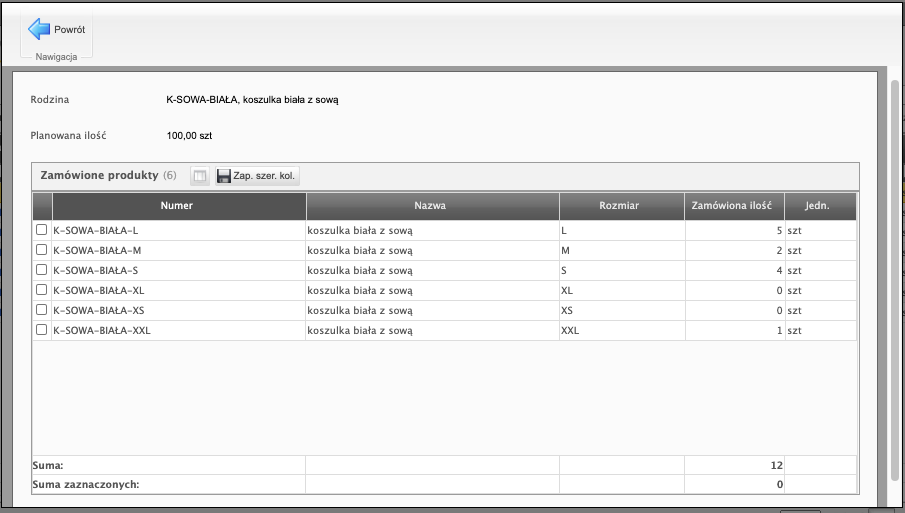 Powrót
Nawigacja
Rodzina K-SOWA-BIAŁA, koszulka biała z sową
Planowana ilość 100,00 szt
Zamówione produkty (6) Zap. szer. kol.
Numer Nazwa Rozmiar Zamówiona ilość Jedn.
K-SOWA-BIAŁA-L koszulka biała z sową L 5 szt
K-SOWA-BIAŁA-M koszulka biała z sową M 2 szt
K-SOWA-BIAŁA-S koszulka biała z sową S 4 szt
K-SOWA-BIAŁA-XL koszulka biała z sową XL 0 szt
K-SOWA-BIAŁA-XS koszulka biała z sową XS 0 szt
K-SOWA-BIAŁA-XXL koszulka biała z sową XXL 1 szt
Suma: 12
Suma zaznaczonych: 0